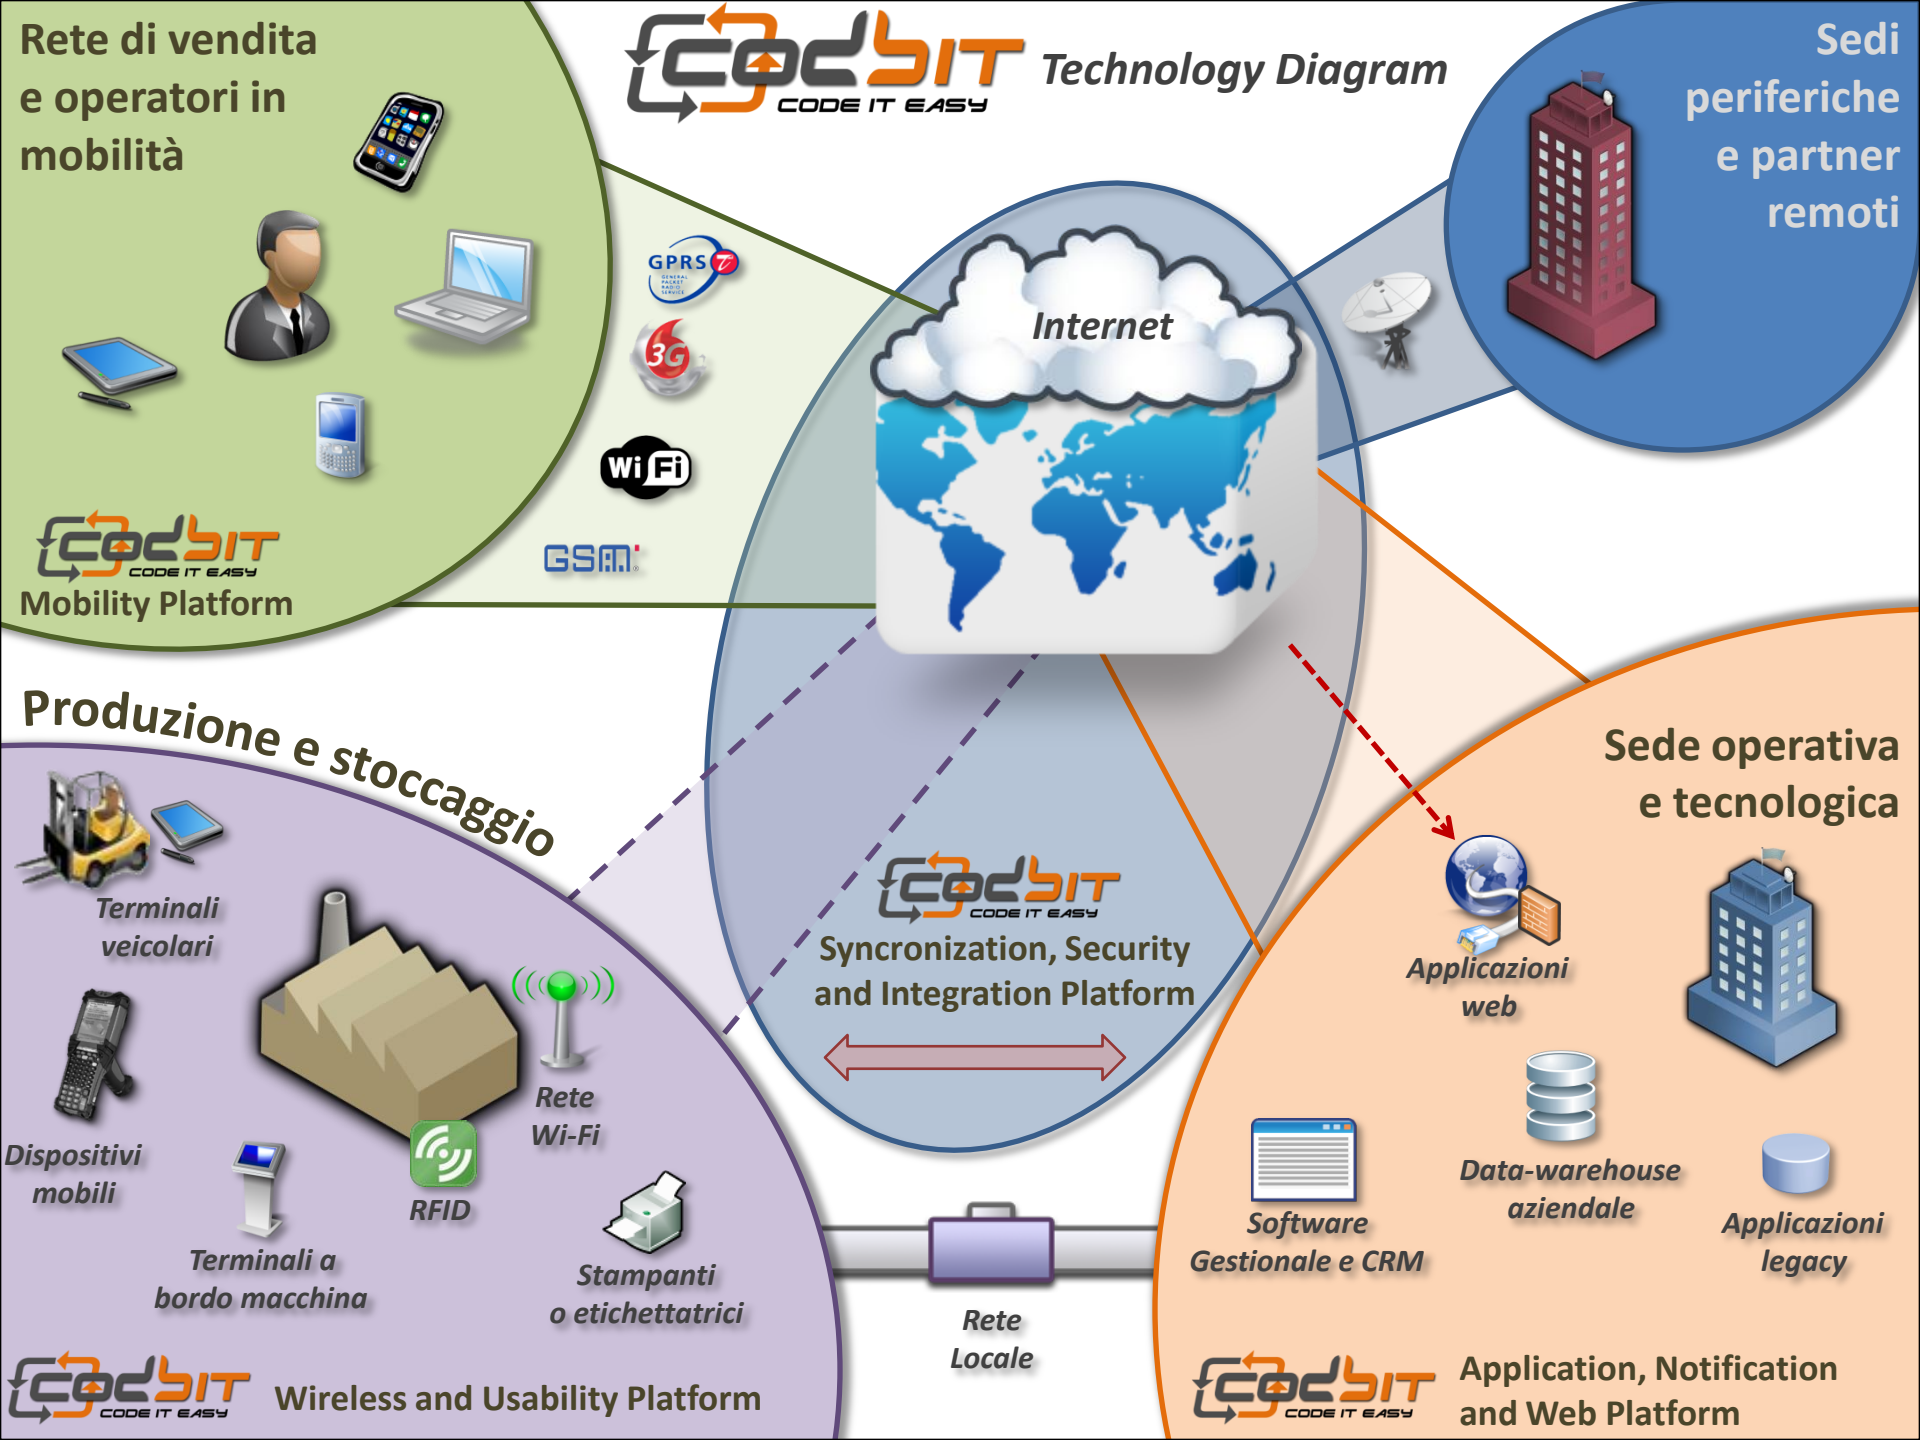 Rete di vendita
e operatori in
mobilità
CodBit
CODE IT EASY
Technology Diagram
Sedi
periferiche
e partner
remoti
GPRS
GENERAL
PACKET
RADIO
SERVICE
3G
Internet
Wi Fi
GSM
CodBit
CODE IT EASY
Mobility Platform
Produzione e stoccaggio
Terminali
veicolari
Dispositivi
mobili
Terminali a
bordo macchina
RFID
Rete
Wi-Fi
Stampanti
o etichettatrici
CodBit
CODE IT EASY
Wireless and Usability Platform
CodBit
CODE IT EASY
Syncronization, Security
and Integration Platform
Rete
Locale
Sede operativa
e tecnologica
Applicazioni
web
Data-warehouse
aziendale
Software
Gestionale e CRM
Applicazioni
legacy
CodBit
CODE IT EASY
Application, Notification
and Web Platform